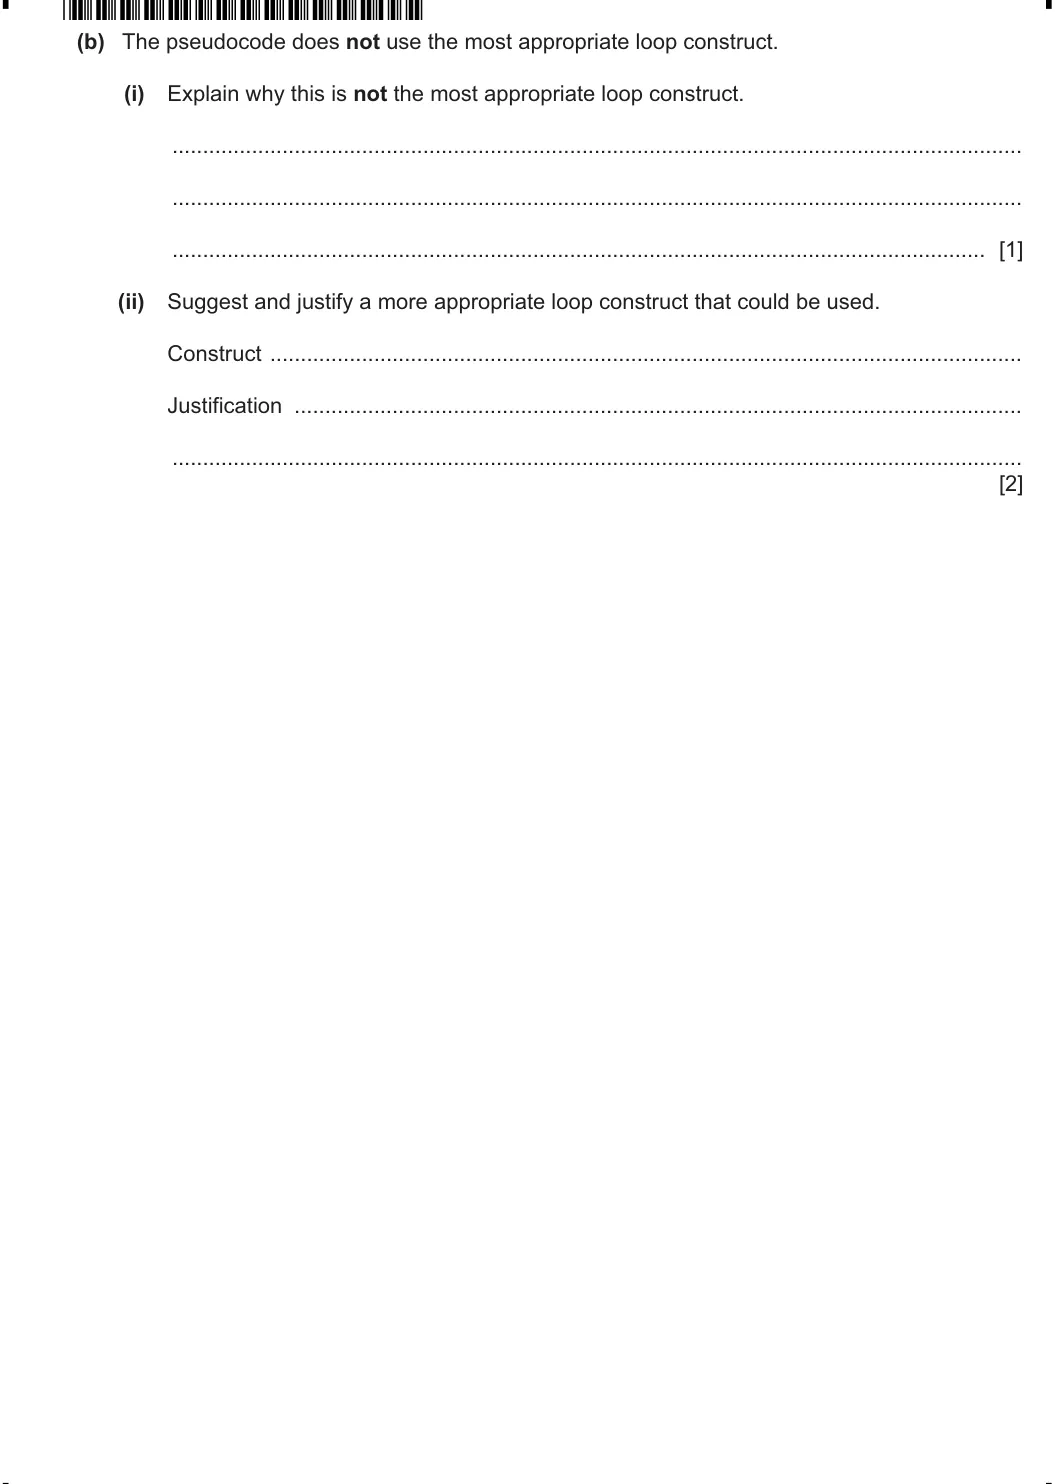 (b) The pseudocode does not use the most appropriate loop construct.
(i) Explain why this is not the most appropriate loop construct.
...........................................................................................................................................
...........................................................................................................................................
..................................................................................................................................... [1]
(ii) Suggest and justify a more appropriate loop construct that could be used.
Construct ...........................................................................................................................
Justification .......................................................................................................................
...........................................................................................................................................
[2]